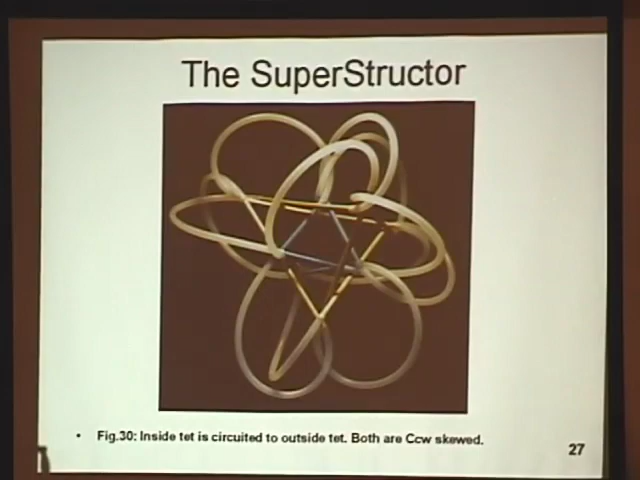 The SuperStructor
• Fig.30: Inside tet is circuited to outside tet. Both are Ccw skewed.
27